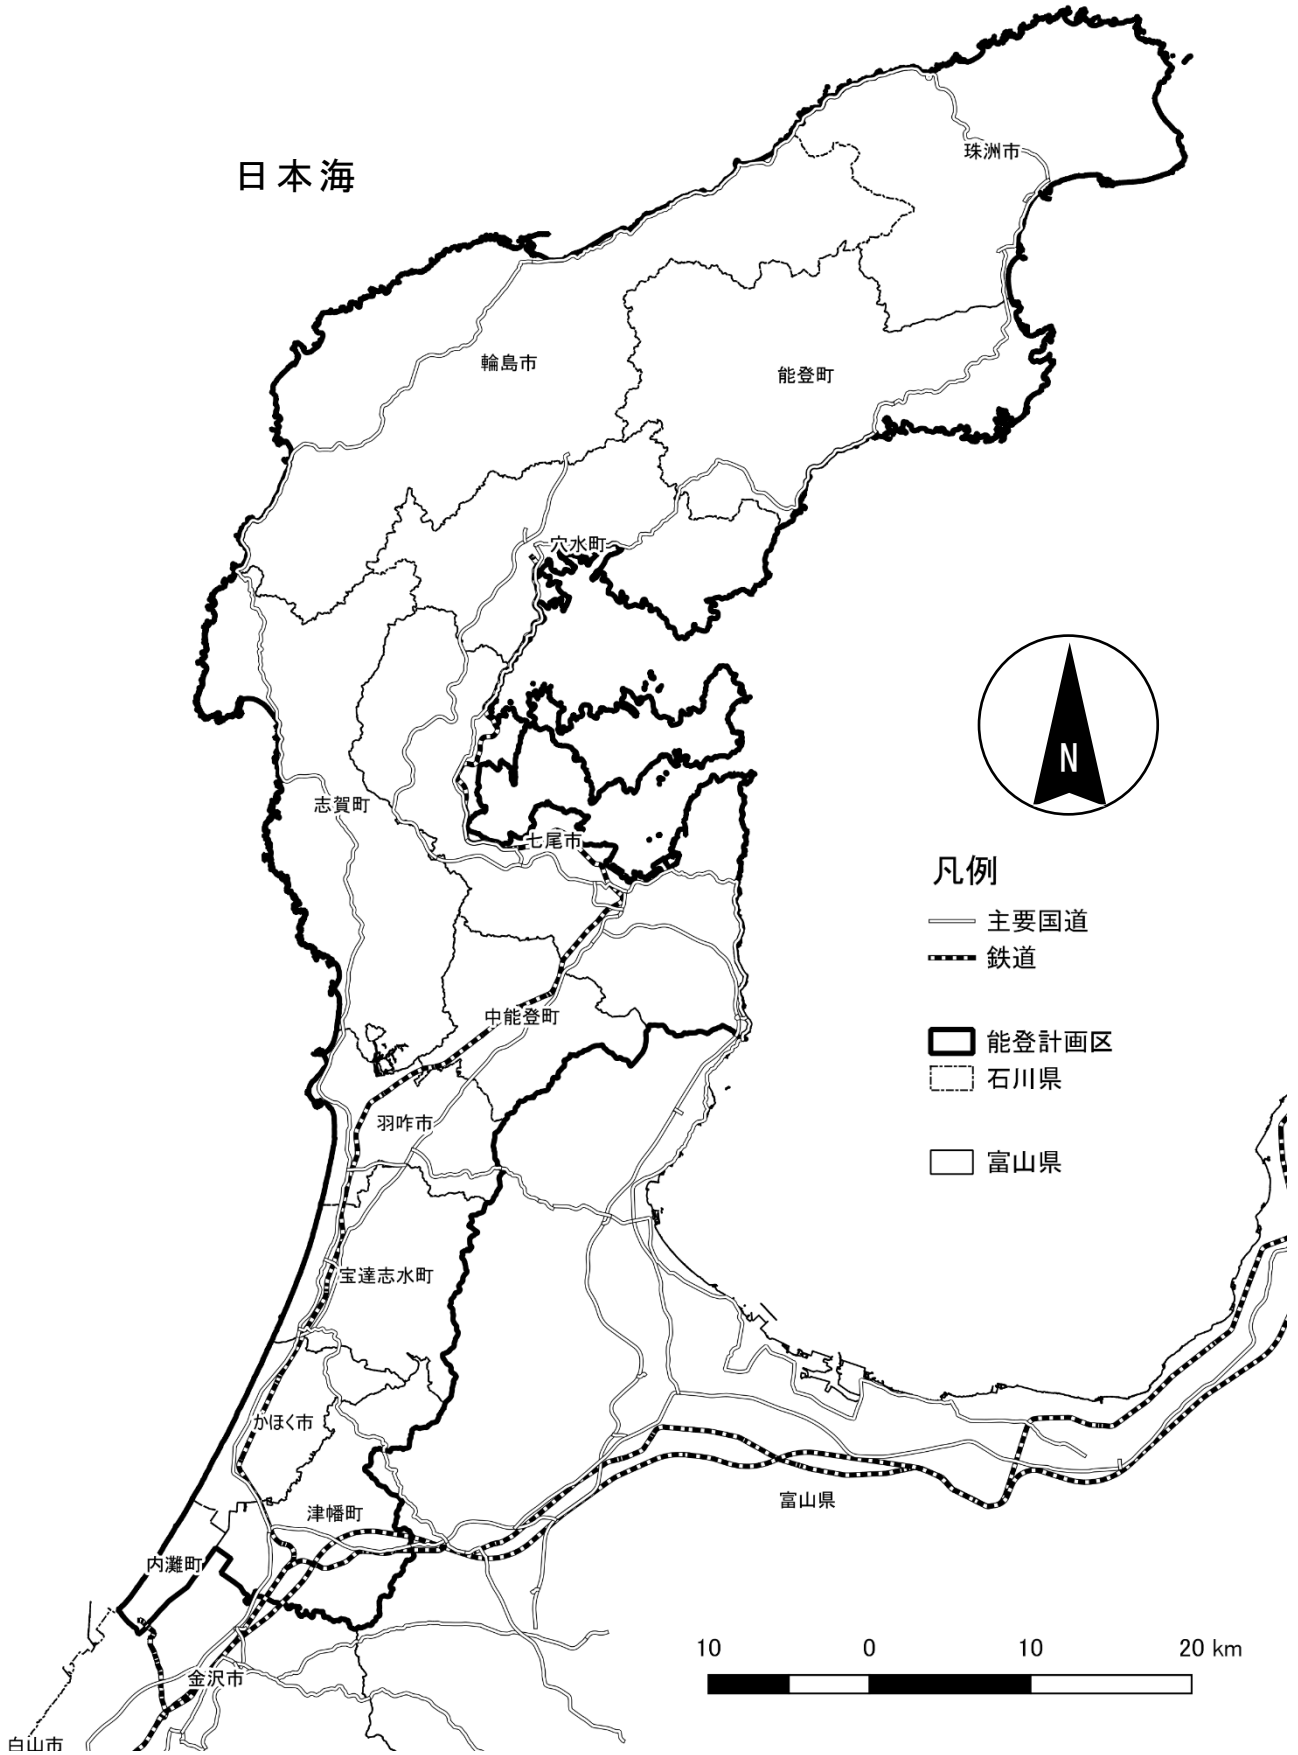 日本海
珠洲市
輪島市
能登町
穴水町
N
志賀町
七尾市
凡例
主要国道
鉄道
中能登町
能登計画区
石川県
羽咋市
富山県
宝達志水町
かほく市
富山県
津幡町
内灘町
10 0 10 20 km
金沢市
白山市